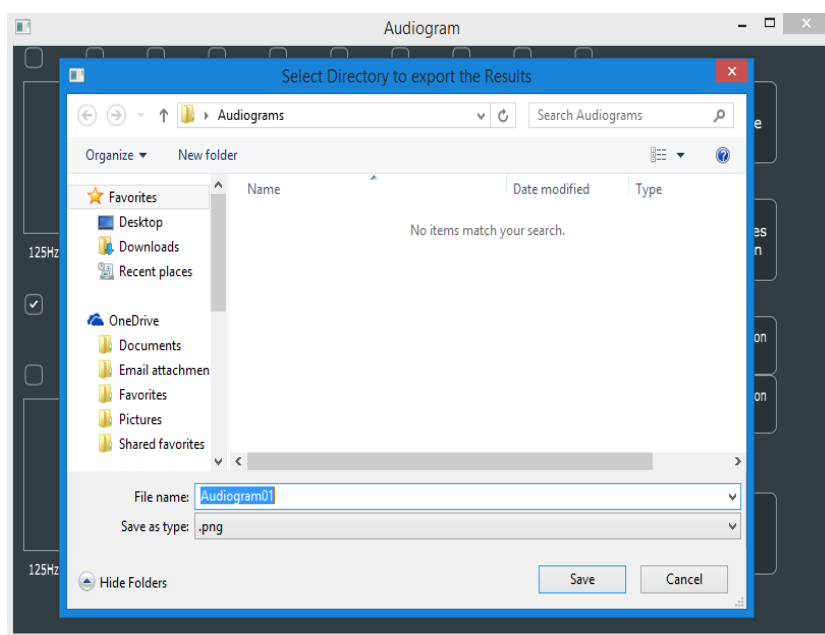 Audiogram
Select Directory to export the Results
Audiograms
Search Audiograms
Organize
New folder
Name
Date modified
Type
No items match your search.
Favorites
Desktop
Downloads
Recent places
OneDrive
Documents
Email attachmen
Favorites
Pictures
Shared favorites
125Hz
e
es
n
on
on
File name: Audiogram01
Save as type: .png
125Hz
Hide Folders
Save
Cancel